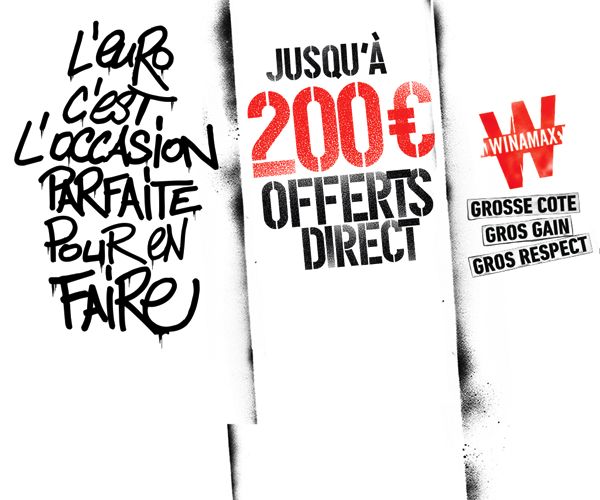 L'EURO
C'EST
L'OCCASION
PARFAITE
POUR EN
FAIRE
JUSQU'À
200€
OFFERTS
DIRECT
WINAMAX
GROSSE COTE
GROS GAIN
GROS RESPECT